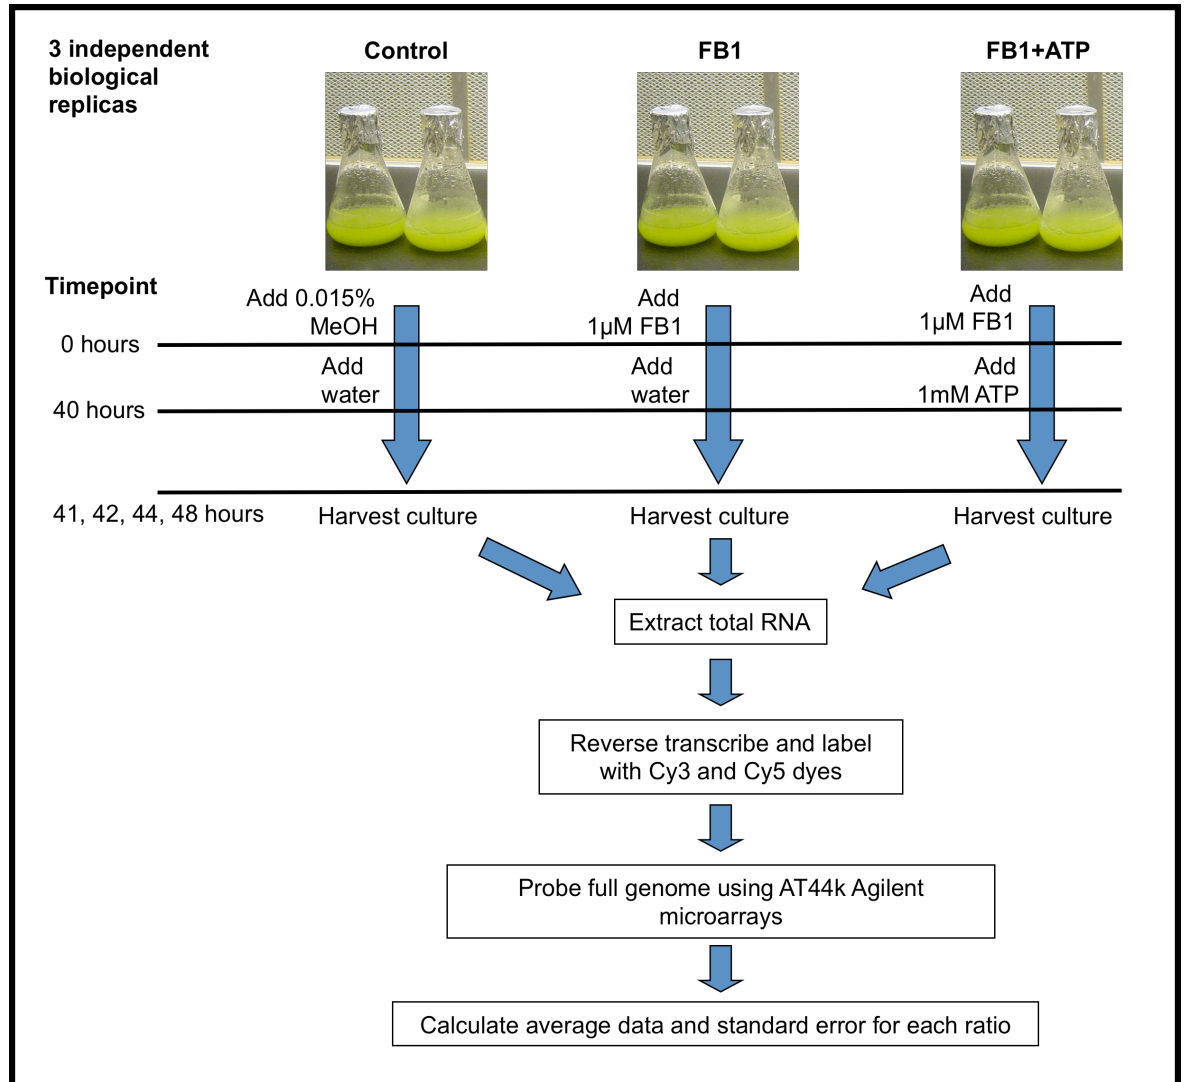 3 independent
biological
replicas
Control
FB1
FB1+ATP
Timepoint
Add 0.015%
MeOH
Add
1µM FB1
Add
1µM FB1
0 hours
Add
water
Add
water
Add
1mM ATP
40 hours
41, 42, 44, 48 hours
Harvest culture
Harvest culture
Harvest culture
Extract total RNA
Reverse transcribe and label
with Cy3 and Cy5 dyes
Probe full genome using AT44k Agilent
microarrays
Calculate average data and standard error for each ratio